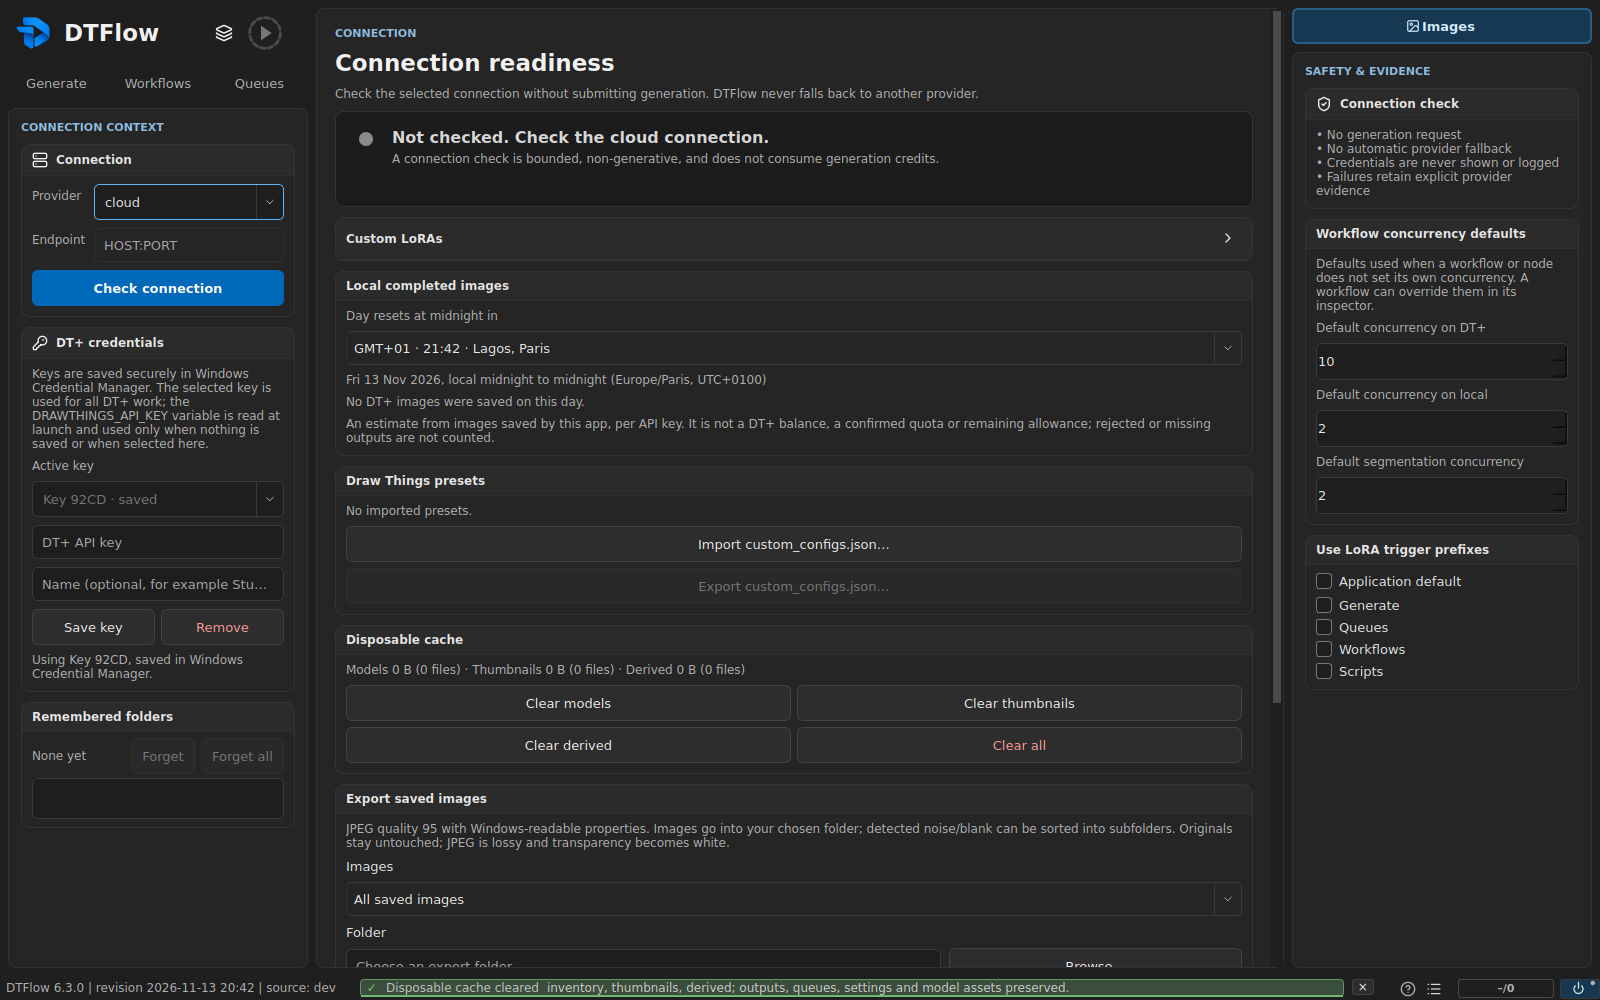 DTFlow
Generate Workflows Queues
CONNECTION CONTEXT
Connection
Provider cloud
Endpoint HOST:PORT
Check connection
DT+ credentials
Keys are saved securely in Windows
Credential Manager. The selected key is
used for all DT+ work; the
DRAWTHINGS_API_KEY variable is read at
launch and used only when nothing is
saved or when selected here.
Active key
Key 92CD · saved
DT+ API key
Name (optional, for example Stu...
Save key Remove
Using Key 92CD, saved in Windows
Credential Manager.
Remembered folders
None yet Forget Forget all
CONNECTION
Connection readiness
Check the selected connection without submitting generation. DTFlow never falls back to another provider.
Not checked. Check the cloud connection.
A connection check is bounded, non-generative, and does not consume generation credits.
Custom LoRAs
Local completed images
Day resets at midnight in
GMT+01 · 21:42 · Lagos, Paris
Fri 13 Nov 2026, local midnight to midnight (Europe/Paris, UTC+0100)
No DT+ images were saved on this day.
An estimate from images saved by this app, per API key. It is not a DT+ balance, a confirmed quota or remaining allowance; rejected or missing
outputs are not counted.
Draw Things presets
No imported presets.
Import custom_configs.json...
Export custom_configs.json...
Disposable cache
Models 0 B (0 files) · Thumbnails 0 B (0 files) · Derived 0 B (0 files)
Clear models Clear thumbnails
Clear derived Clear all
Export saved images
JPEG quality 95 with Windows-readable properties. Images go into your chosen folder; detected noise/blank can be sorted into subfolders. Originals
stay untouched; JPEG is lossy and transparency becomes white.
Images
All saved images
Folder
Choose an export folder
Browse
Images
SAFETY & EVIDENCE
Connection check
• No generation request
• No automatic provider fallback
• Credentials are never shown or logged
• Failures retain explicit provider
evidence
Workflow concurrency defaults
Defaults used when a workflow or node
does not set its own concurrency. A
workflow can override them in its
inspector.
Default concurrency on DT+
10
Default concurrency on local
2
Default segmentation concurrency
2
Use LoRA trigger prefixes
Application default
Generate
Queues
Workflows
Scripts
DTFlow 6.3.0 | revision 2026-11-13 20:42 | source: dev
✓ Disposable cache cleared inventory, thumbnails, derived; outputs, queues, settings and model assets preserved.
-/0